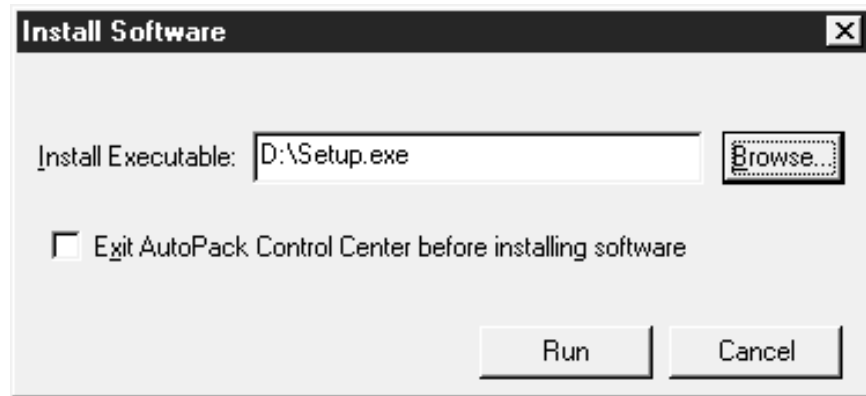 Install Software
Install Executable: D:\Setup.exe Browse...
Exit AutoPack Control Center before installing software
Run Cancel